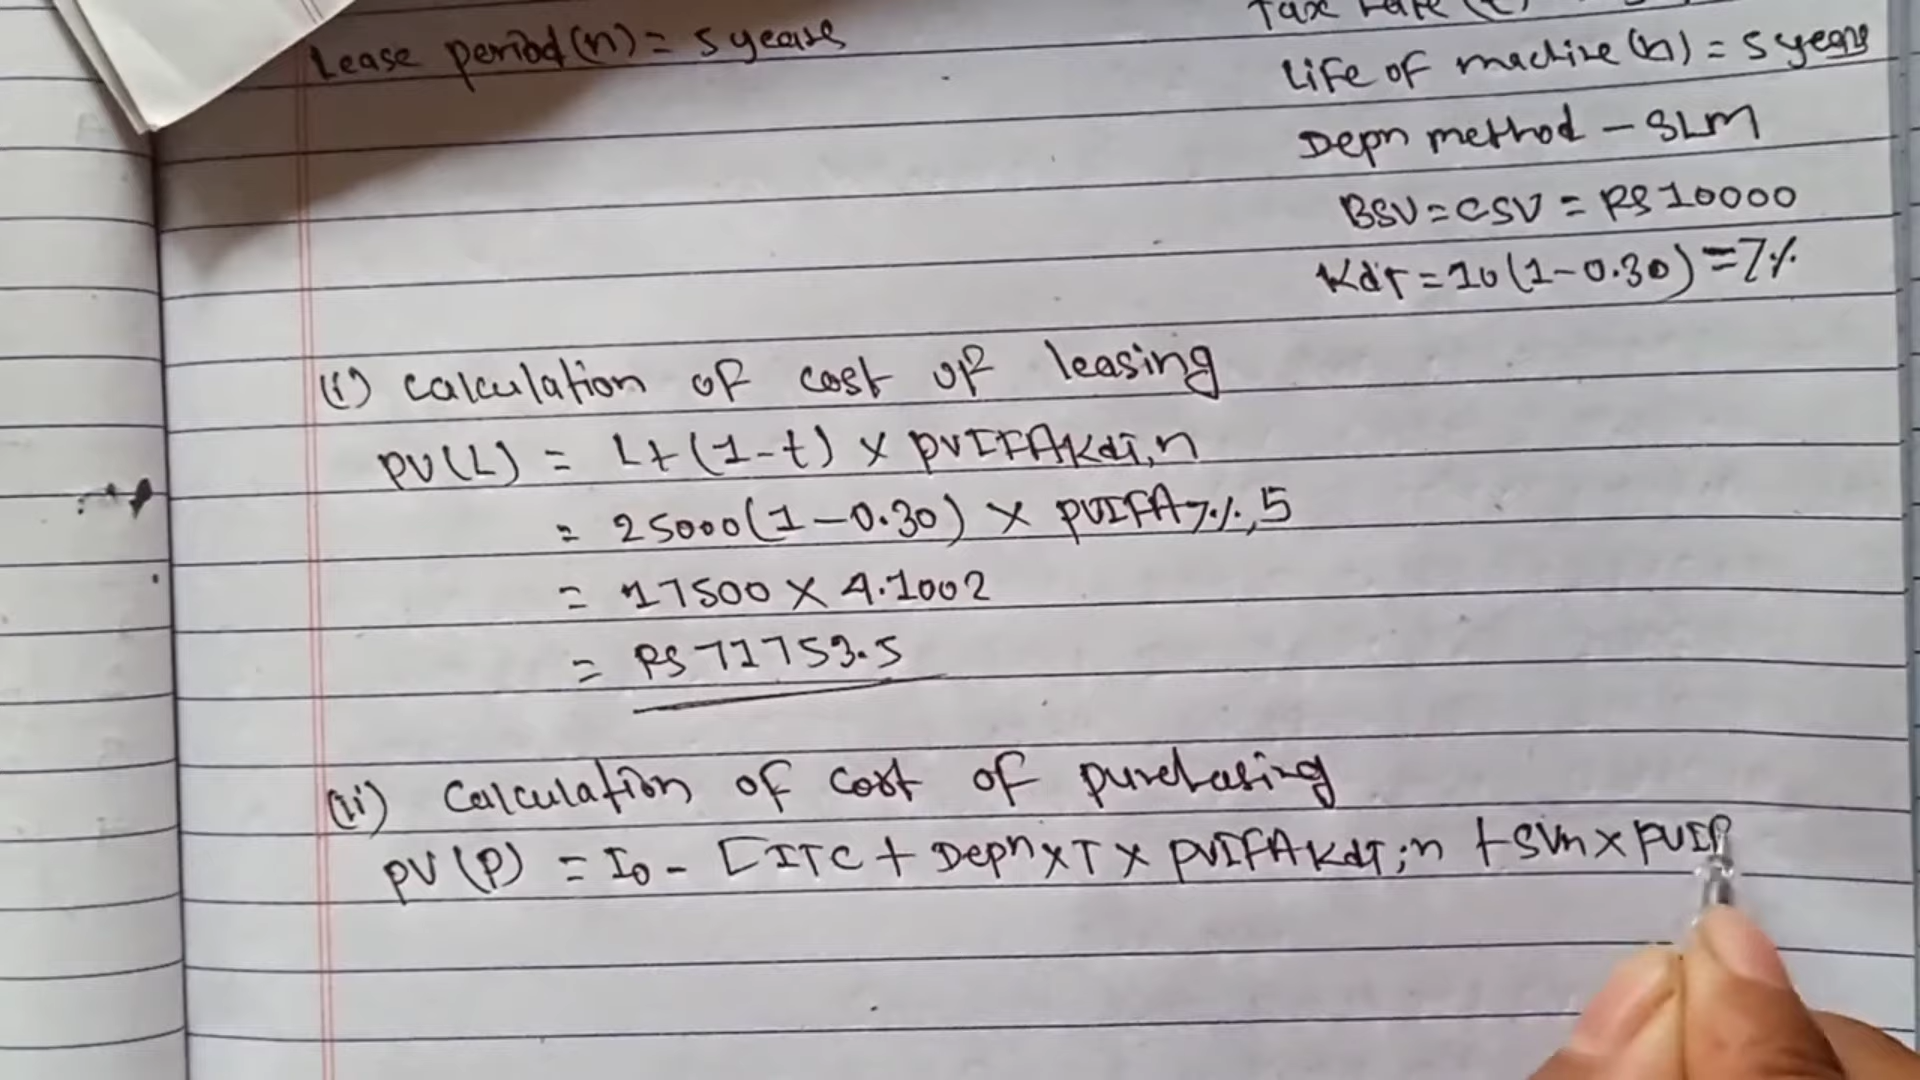 Lease period(n) = 5 years
Tax rate (t)
Life of machine (n) = 5 years
Depn method - SLM
BSV = CSV = RS 10000
KdT = 10 (1-0.30) = 7%
(i) Calculation of cost of leasing
PV(L) = Lt (1-t) X PVIFAKdT,n
= 25000 (1-0.30) X PVIFA7%,5
= 17500 X 4.1002
= RS 71753.5
(ii) Calculation of cost of purchasing
PV (P) = I0 - [ITC + Depn X T X PVIFAKdT,n + SVn X PVIF